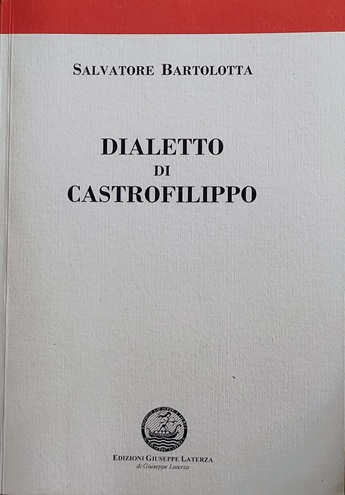 SALVATORE BARTOLOTTA
DIALETTO
DI
CASTROFILIPPO
EDIZIONI GIUSEPPE LATERZA
di Giuseppe Laterza